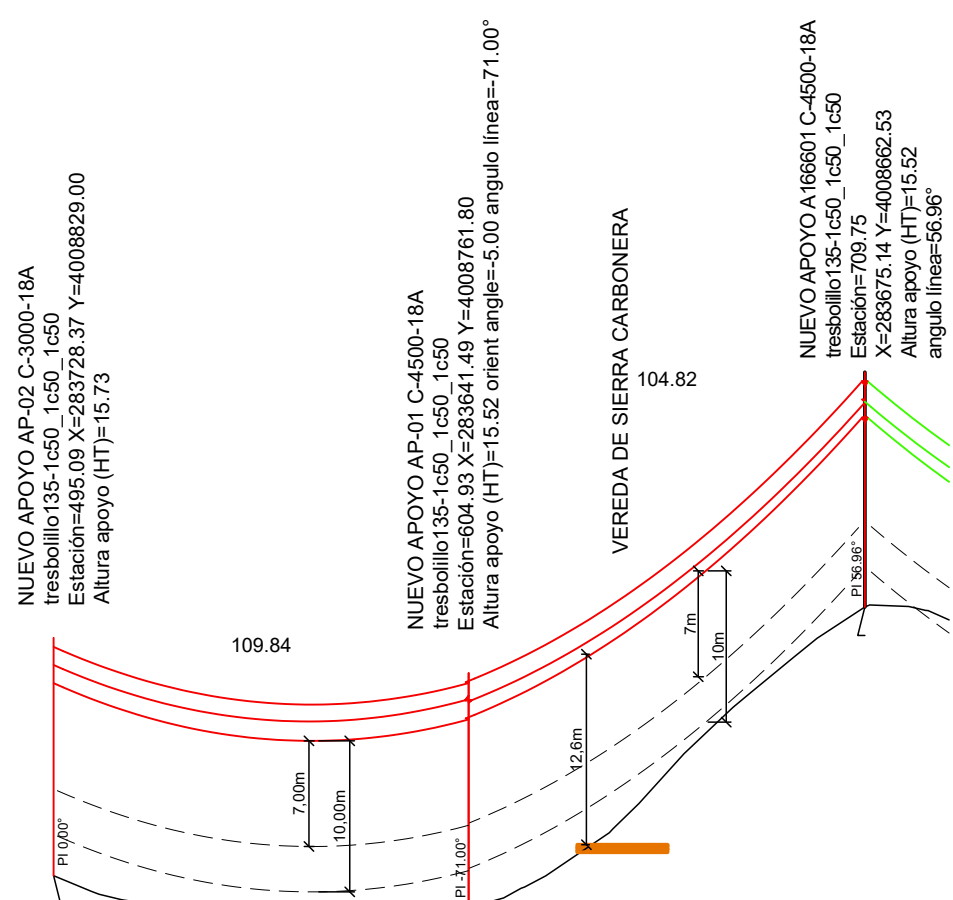 NUEVO APOYO AP-02 C-3000-18A
tresbolillo135-1c50_1c50_1c50
Estación=495.09 X=283728.37 Y=4008829.00
Altura apoyo (HT)=15.73
NUEVO APOYO AP-01 C-4500-18A
tresbolillo135-1c50_1c50_1c50
Estación=604.93 X=283641.49 Y=4008761.80
Altura apoyo (HT)=15.52 orient angle=-5.00 angulo línea=-71.00°
VEREDA DE SIERRA CARBONERA
NUEVO APOYO A166601 C-4500-18A
tresbolillo135-1c50_1c50_1c50
Estación=709.75
X=283675.14 Y=4008662.53
Altura apoyo (HT)=15.52
angulo línea=56.96°
109.84
104.82
7,00m
10,00m
12,6m
7m
10m
PI 0.00°
PI -71.00°
PI 56.96°